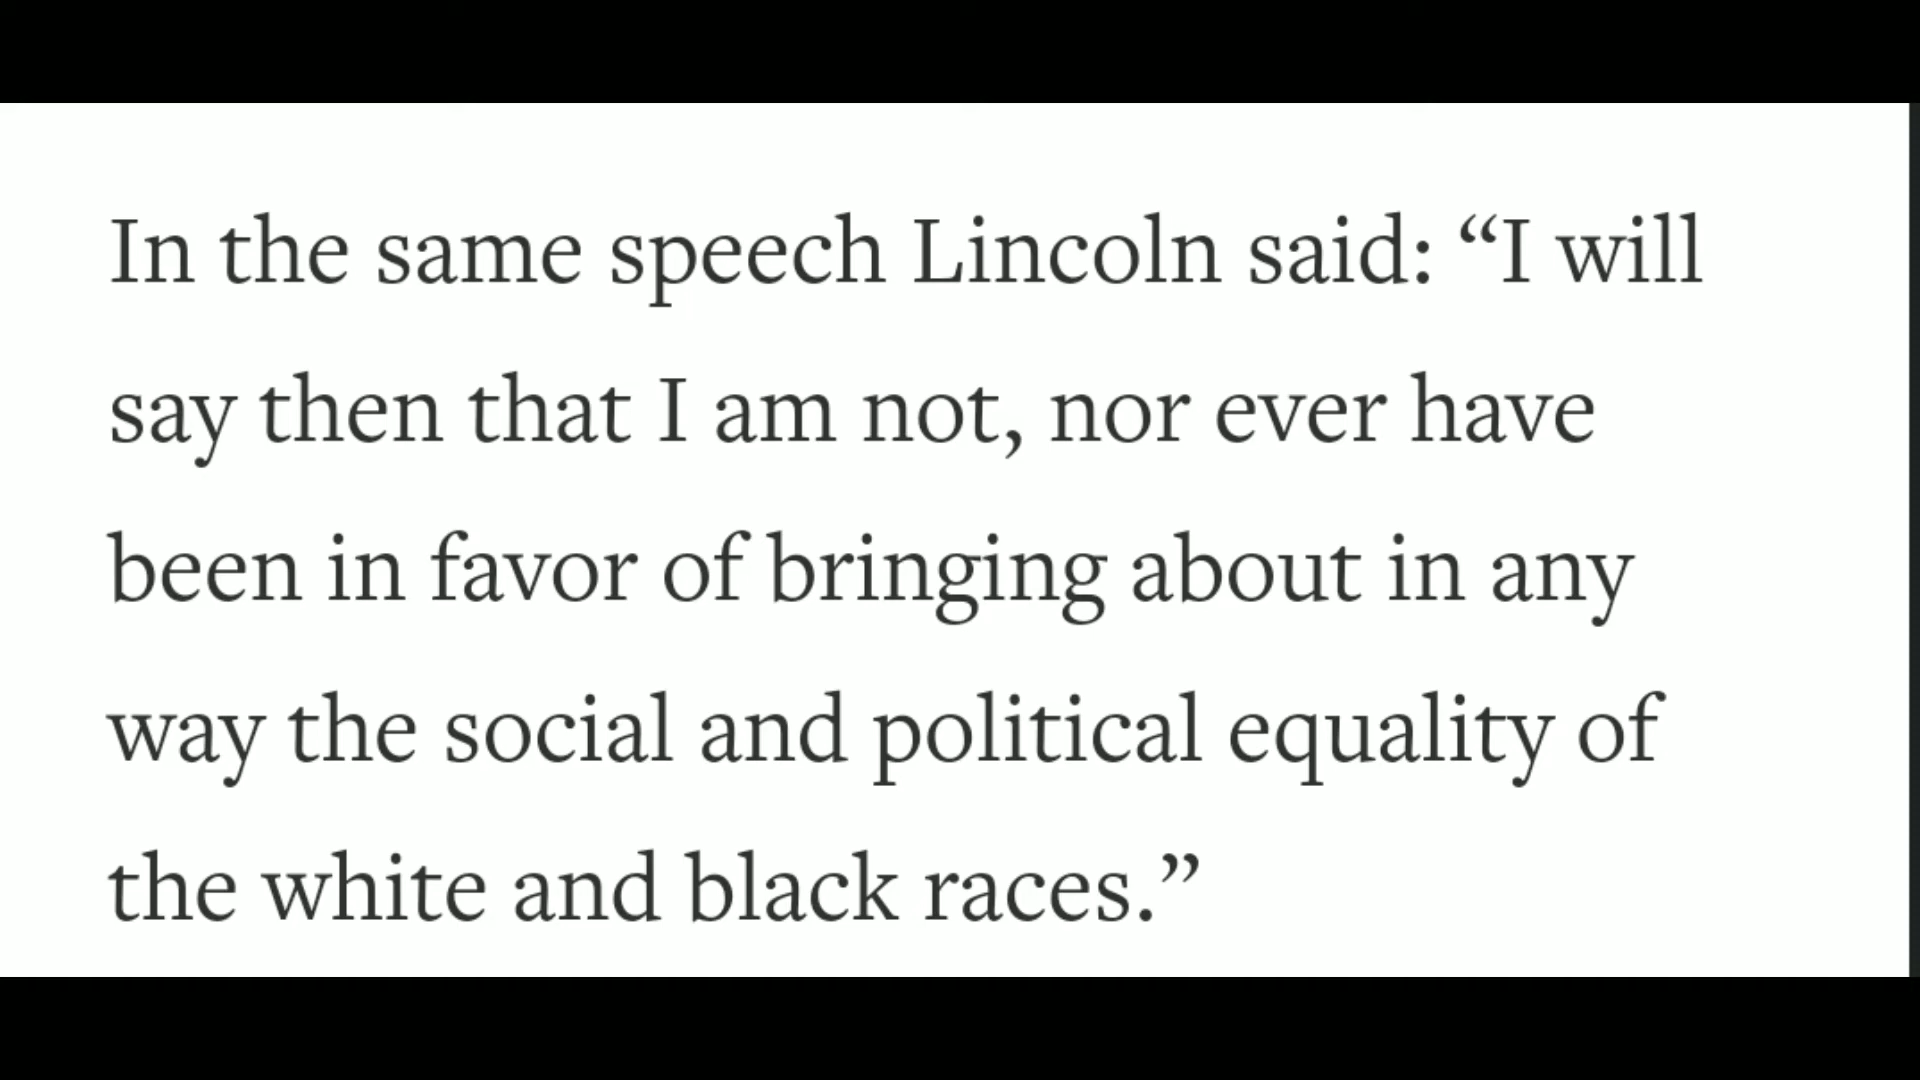 In the same speech Lincoln said: “I will
say then that I am not, nor ever have
been in favor of bringing about in any
way the social and political equality of
the white and black races.”